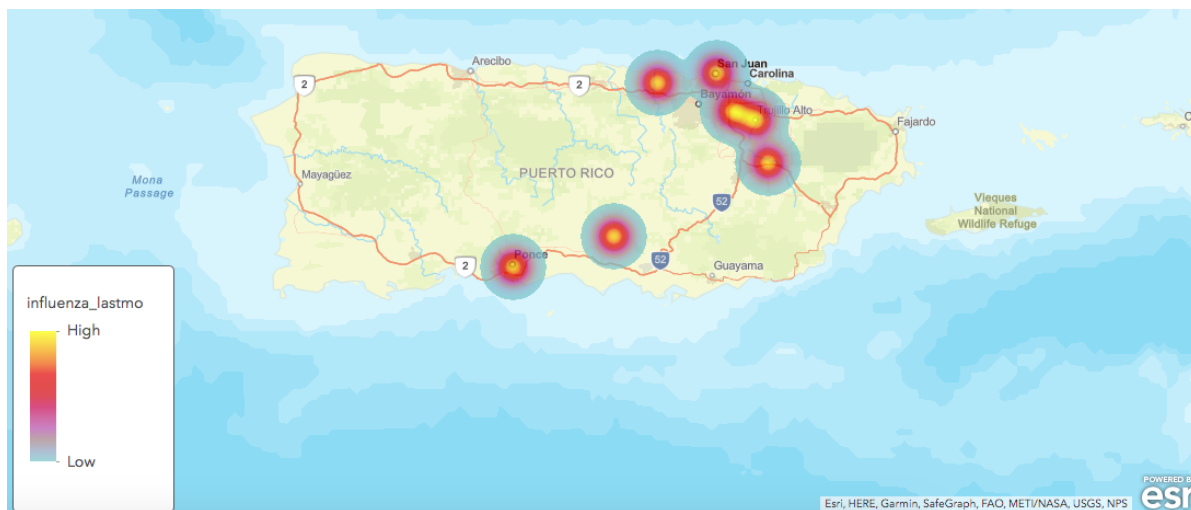 Arecibo
San Juan
2
2
Carolina
Bayamón
Trujillo Alto
Fajardo
Mona
Passage
Mayagüez
PUERTO RICO
52
Vieques
National
Wildlife Refuge
Ponce
2
52
Guayama
influenza_lastmo
High
Low
Esri, HERE, Garmin, SafeGraph, FAO, METI/NASA, USGS, NPS
POWERED BY
esri